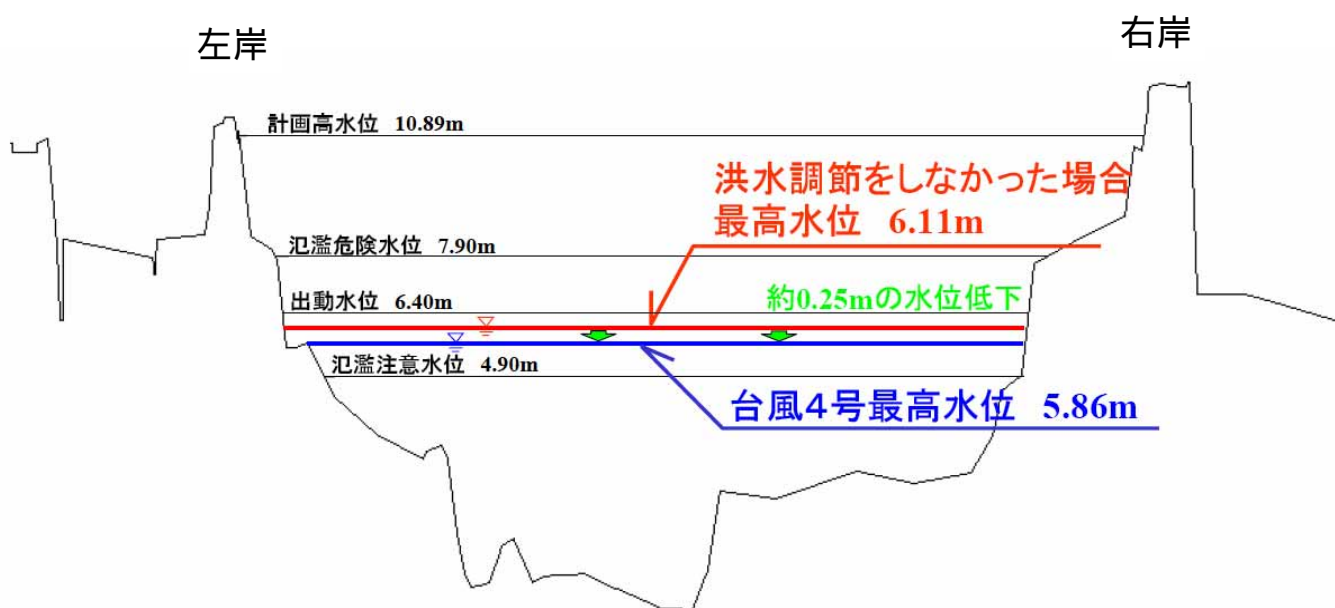 左岸
右岸
計画高水位 10.89m
洪水調節をしなかった場合
最高水位 6.11m
氾濫危険水位 7.90m
出動水位 6.40m
約0.25mの水位低下
氾濫注意水位 4.90m
台風4号最高水位 5.86m